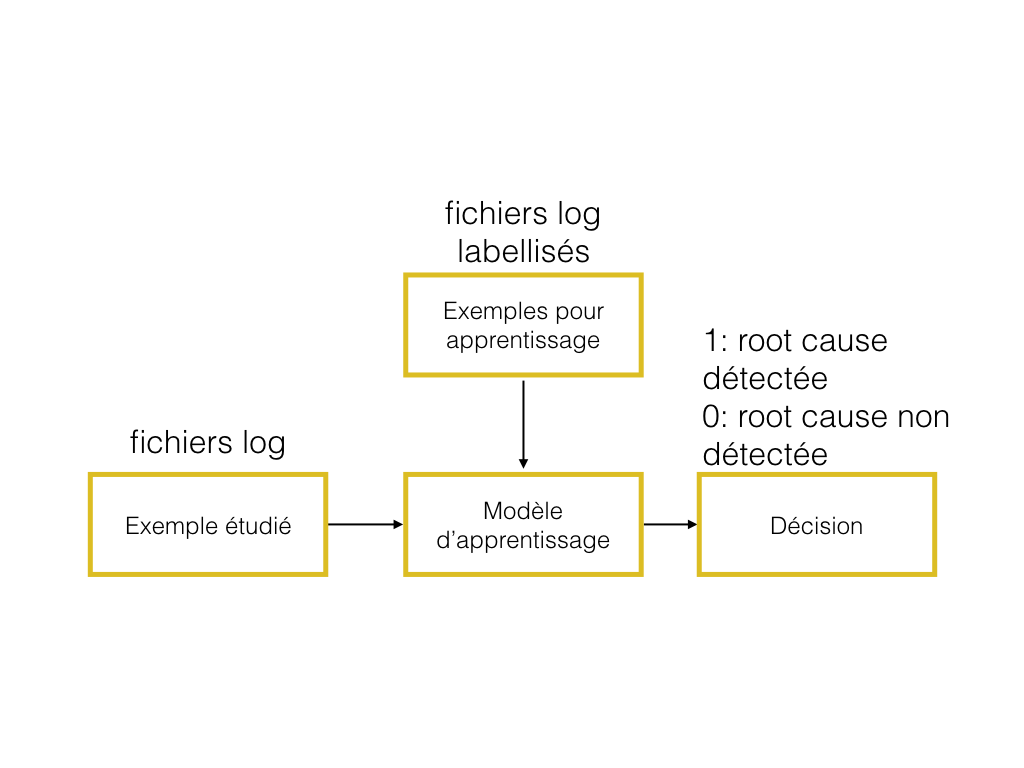 fichiers log
labellisés
Exemples pour
apprentissage
1: root cause
détectée
0: root cause non
détectée
fichiers log
Exemple étudié
Modèle
d’apprentissage
Décision